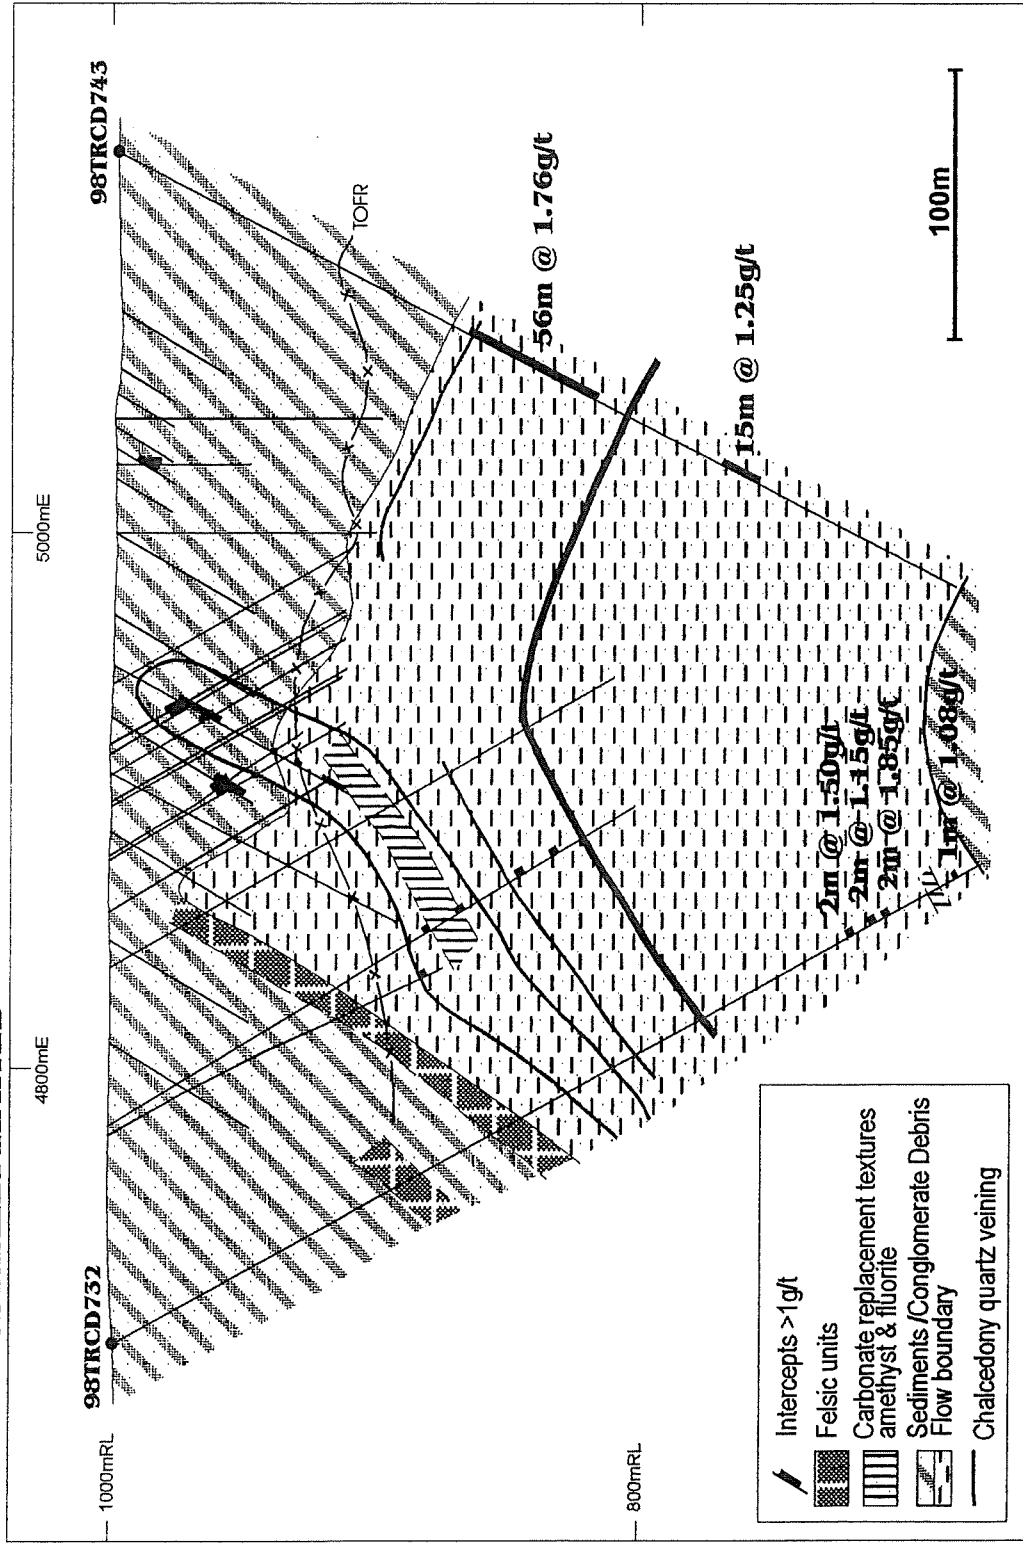 4800mE
5000mE
98TRCD732
98TRCD743
1000mRL
800mRL
TOFR
56m @ 1.76g/t
15m @ 1.25g/t
2m @ 1.50g/t
2m @ 1.15g/t
2m @ 1.85g/t
1m @ 1.08g/t
100m
Intercepts >1g/t
Felsic units
Carbonate replacement textures
amethyst & fluorite
Sediments /Conglomerate Debris
Flow boundary
Chalcedony quartz veining